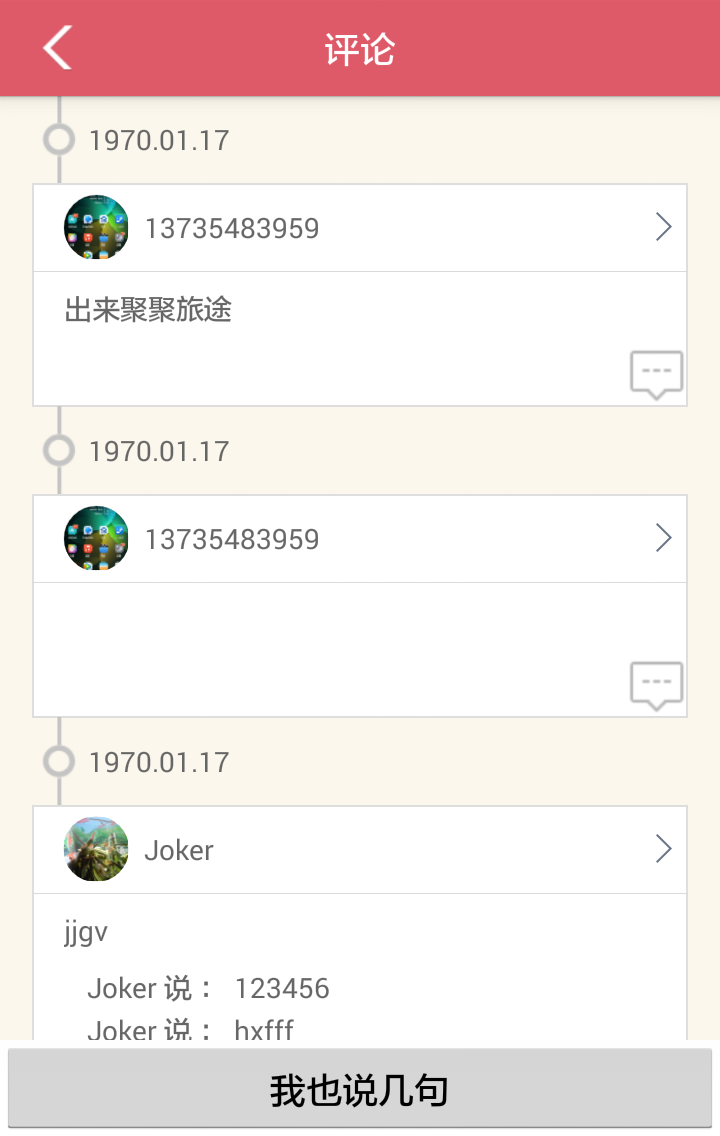 评论
1970.01.17
13735483959
出来聚聚旅途
1970.01.17
13735483959
1970.01.17
Joker
jjgv
Joker 说： 123456
Joker 说： hxfff
我也说几句